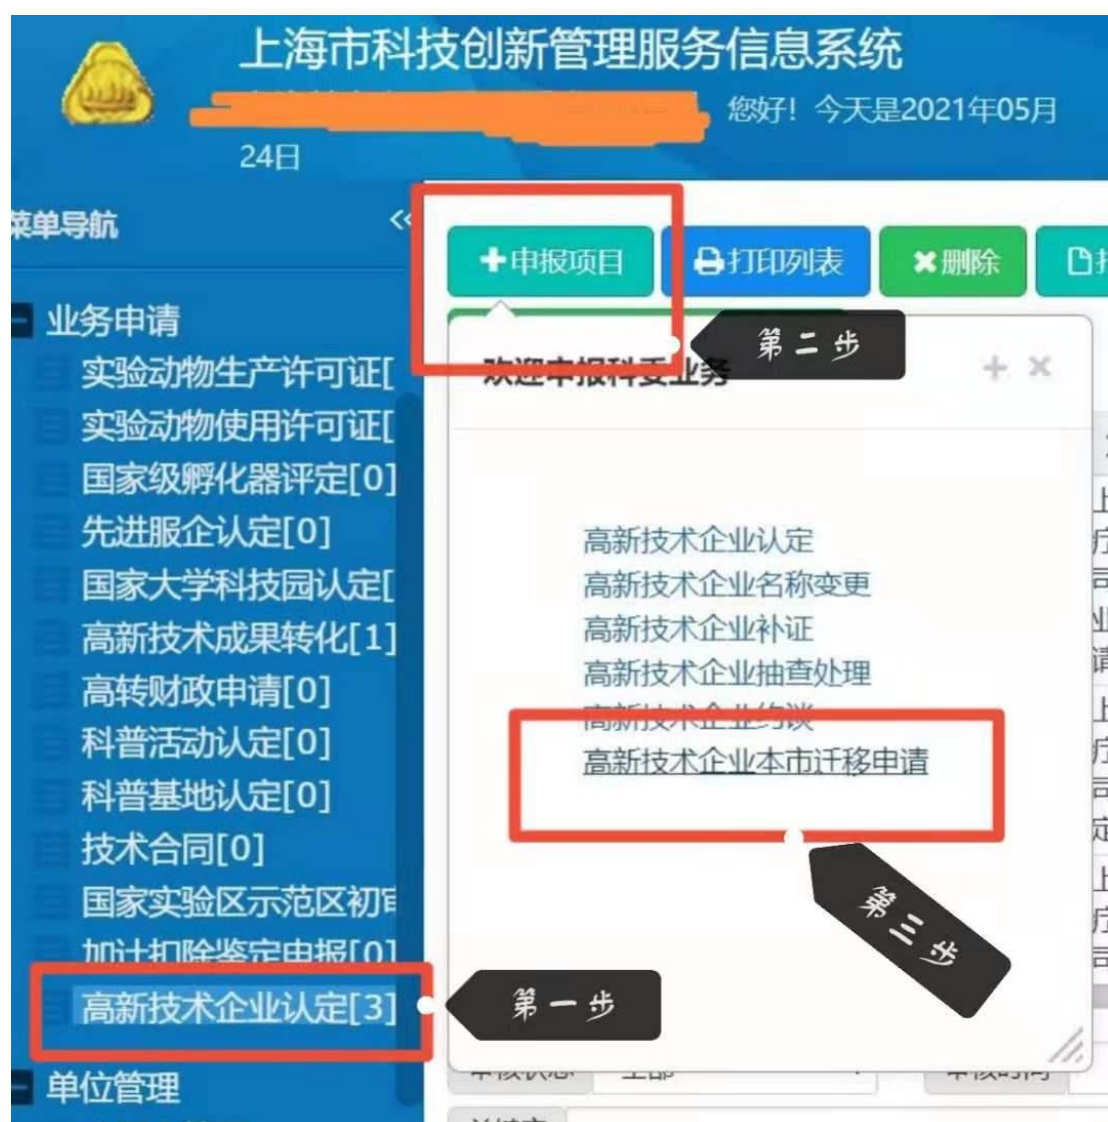 上海市科技创新管理服务信息系统
您好！今天是2021年05月
24日
菜单导航
申报项目
打印列表
删除
业务申请
实验动物生产许可证[
实验动物使用许可证[
国家级孵化器评定[0]
先进服企认定[0]
国家大学科技园认定[
高新技术成果转化[1]
高转财政申请[0]
科普活动认定[0]
科普基地认定[0]
技术合同[0]
国家实验区示范区初审
加计扣除鉴定申报[0]
高新技术企业认定[3]
单位管理
第二步
欢迎申报科委业务
高新技术企业认定
高新技术企业名称变更
高新技术企业补证
高新技术企业抽查处理
高新技术企业约谈
高新技术企业本市迁移申请
第三步
第一步
审核状态
全部
审核时间